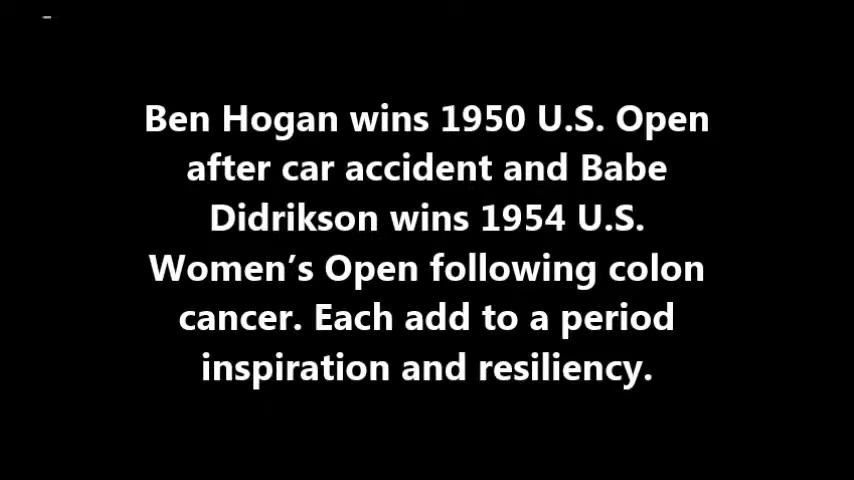 Ben Hogan wins 1950 U.S. Open
after car accident and Babe
Didrikson wins 1954 U.S.
Women’s Open following colon
cancer. Each add to a period
inspiration and resiliency.